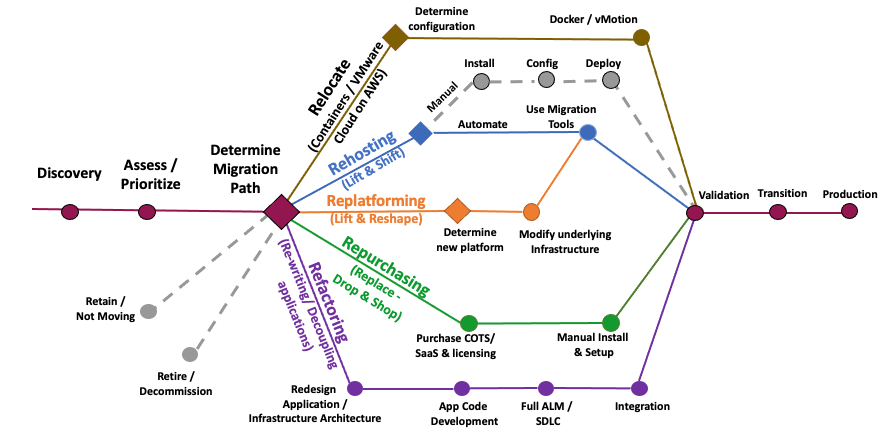 Discovery
Assess /
Prioritize
Determine
Migration
Path
Relocate
(Containers / VMware
Cloud on AWS)
Determine
configuration
Docker / vMotion
Rehosting
(Lift & Shift)
Manual
Install
Config
Deploy
Automate
Use Migration
Tools
Replatforming
(Lift & Reshape)
Determine
new platform
Modify underlying
Infrastructure
Repurchasing
(Replace -
Drop & Shop)
Purchase COTS/
SaaS & licensing
Manual Install
& Setup
Refactoring
(Re-writing/ Decoupling
applications)
Redesign
Application /
Infrastructure Architecture
App Code
Development
Full ALM /
SDLC
Integration
Retain /
Not Moving
Retire /
Decommission
Validation
Transition
Production